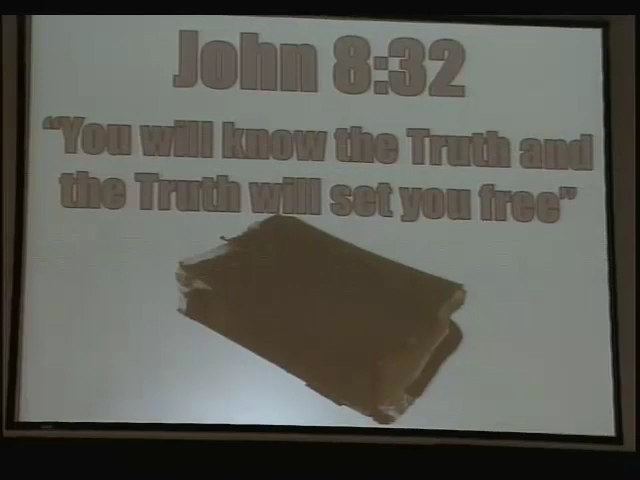 John 8:32
“You will know the Truth and
the Truth will set you free”